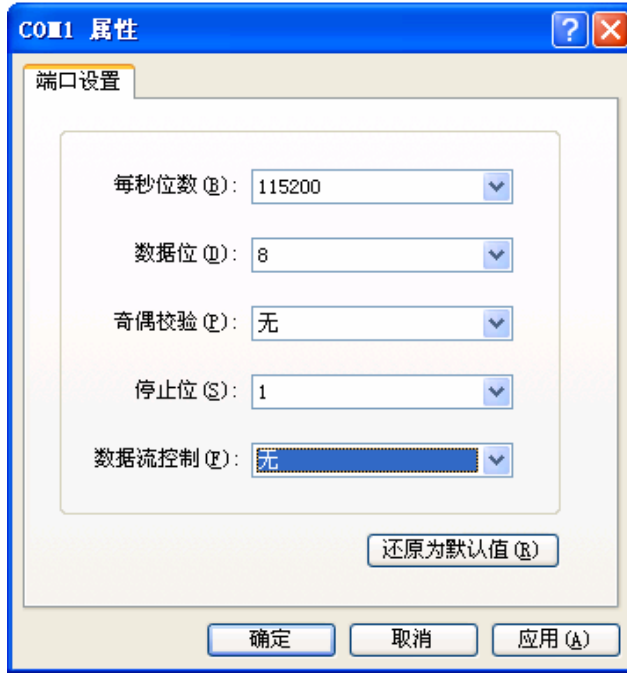 COM1 属性
端口设置
每秒位数(B): 115200
数据位(D): 8
奇偶校验(P): 无
停止位(S): 1
数据流控制(F): 无
还原为默认值(R)
确定 取消 应用(A)